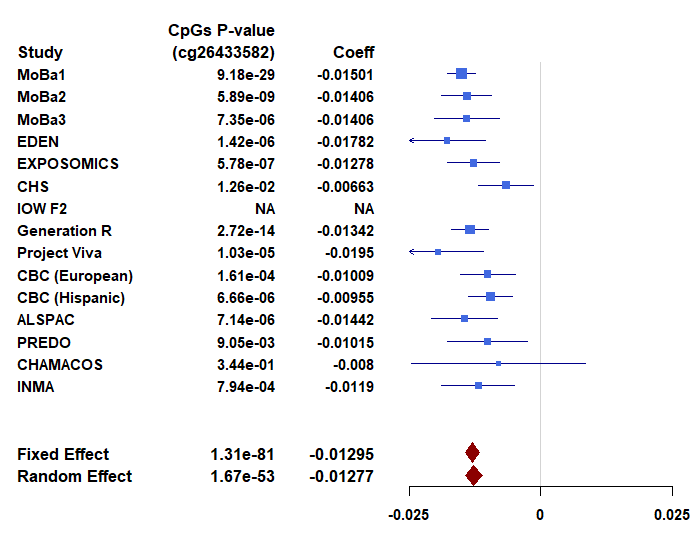 CpGs P-value
Study (cg26433582) Coeff
MoBa1 9.18e-29 -0.01501
MoBa2 5.89e-09 -0.01406
MoBa3 7.35e-06 -0.01406
EDEN 1.42e-06 -0.01782
EXPOSOMICS 5.78e-07 -0.01278
CHS 1.26e-02 -0.00663
IOW F2 NA NA
Generation R 2.72e-14 -0.01342
Project Viva 1.03e-05 -0.0195
CBC (European) 1.61e-04 -0.01009
CBC (Hispanic) 6.66e-06 -0.00955
ALSPAC 7.14e-06 -0.01442
PREDO 9.05e-03 -0.01015
CHAMACOS 3.44e-01 -0.008
INMA 7.94e-04 -0.0119
Fixed Effect 1.31e-81 -0.01295
Random Effect 1.67e-53 -0.01277
-0.025 0 0.025